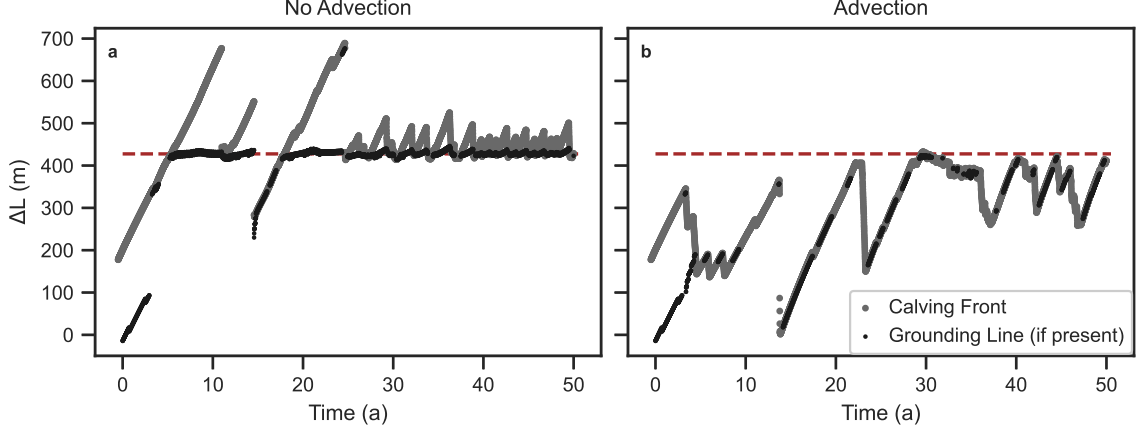 No Advection
Advection
a
b
700
600
500
400
300
200
100
0
ΔL (m)
0 10 20 30 40 50
0 10 20 30 40 50
Time (a)
Time (a)
Calving Front
Grounding Line (if present)